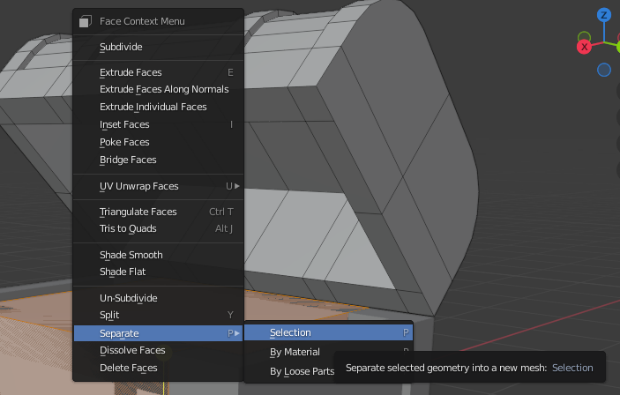 Face Context Menu
Subdivide
Extrude Faces E
Extrude Faces Along Normals
Extrude Individual Faces
Inset Faces I
Poke Faces
Bridge Faces
UV Unwrap Faces U
Triangulate Faces Ctrl T
Tris to Quads Alt J
Shade Smooth
Shade Flat
Un-Subdivide
Split Y
Separate P
Selection P
Dissolve Faces
By Material P
Delete Faces
By Loose Parts
Separate selected geometry into a new mesh: Selection
Z
X